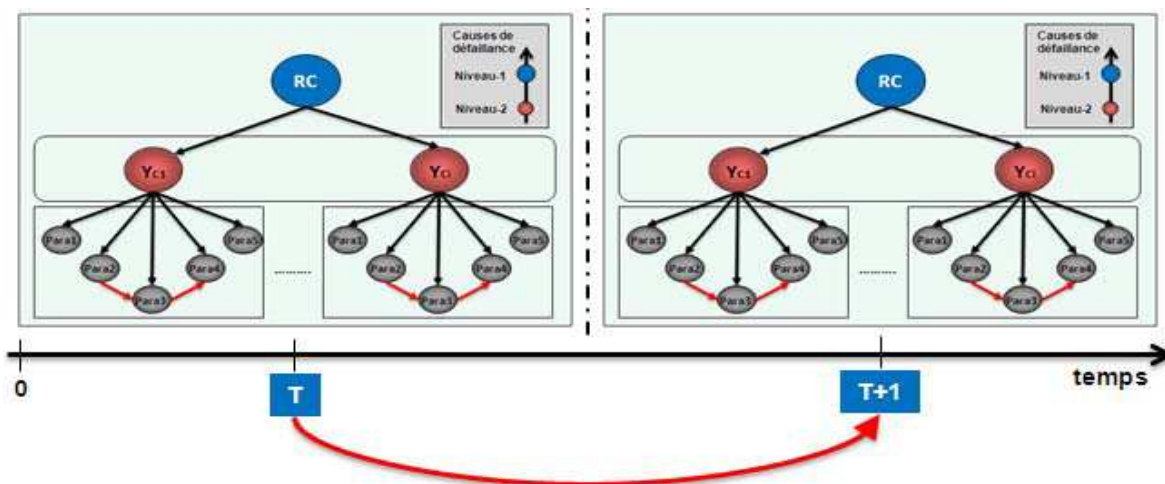 Causes de
défaillance
Niveau-1
Niveau-2
RC
YC1
YCi
Para1
Para2
Para3
Para4
Para5
.........
Para1
Para2
Para3
Para4
Para5
Causes de
défaillance
Niveau-1
Niveau-2
RC
YC1
YCi
Para1
Para2
Para3
Para4
Para5
.........
Para1
Para2
Para3
Para4
Para5
0
T
T+1
temps